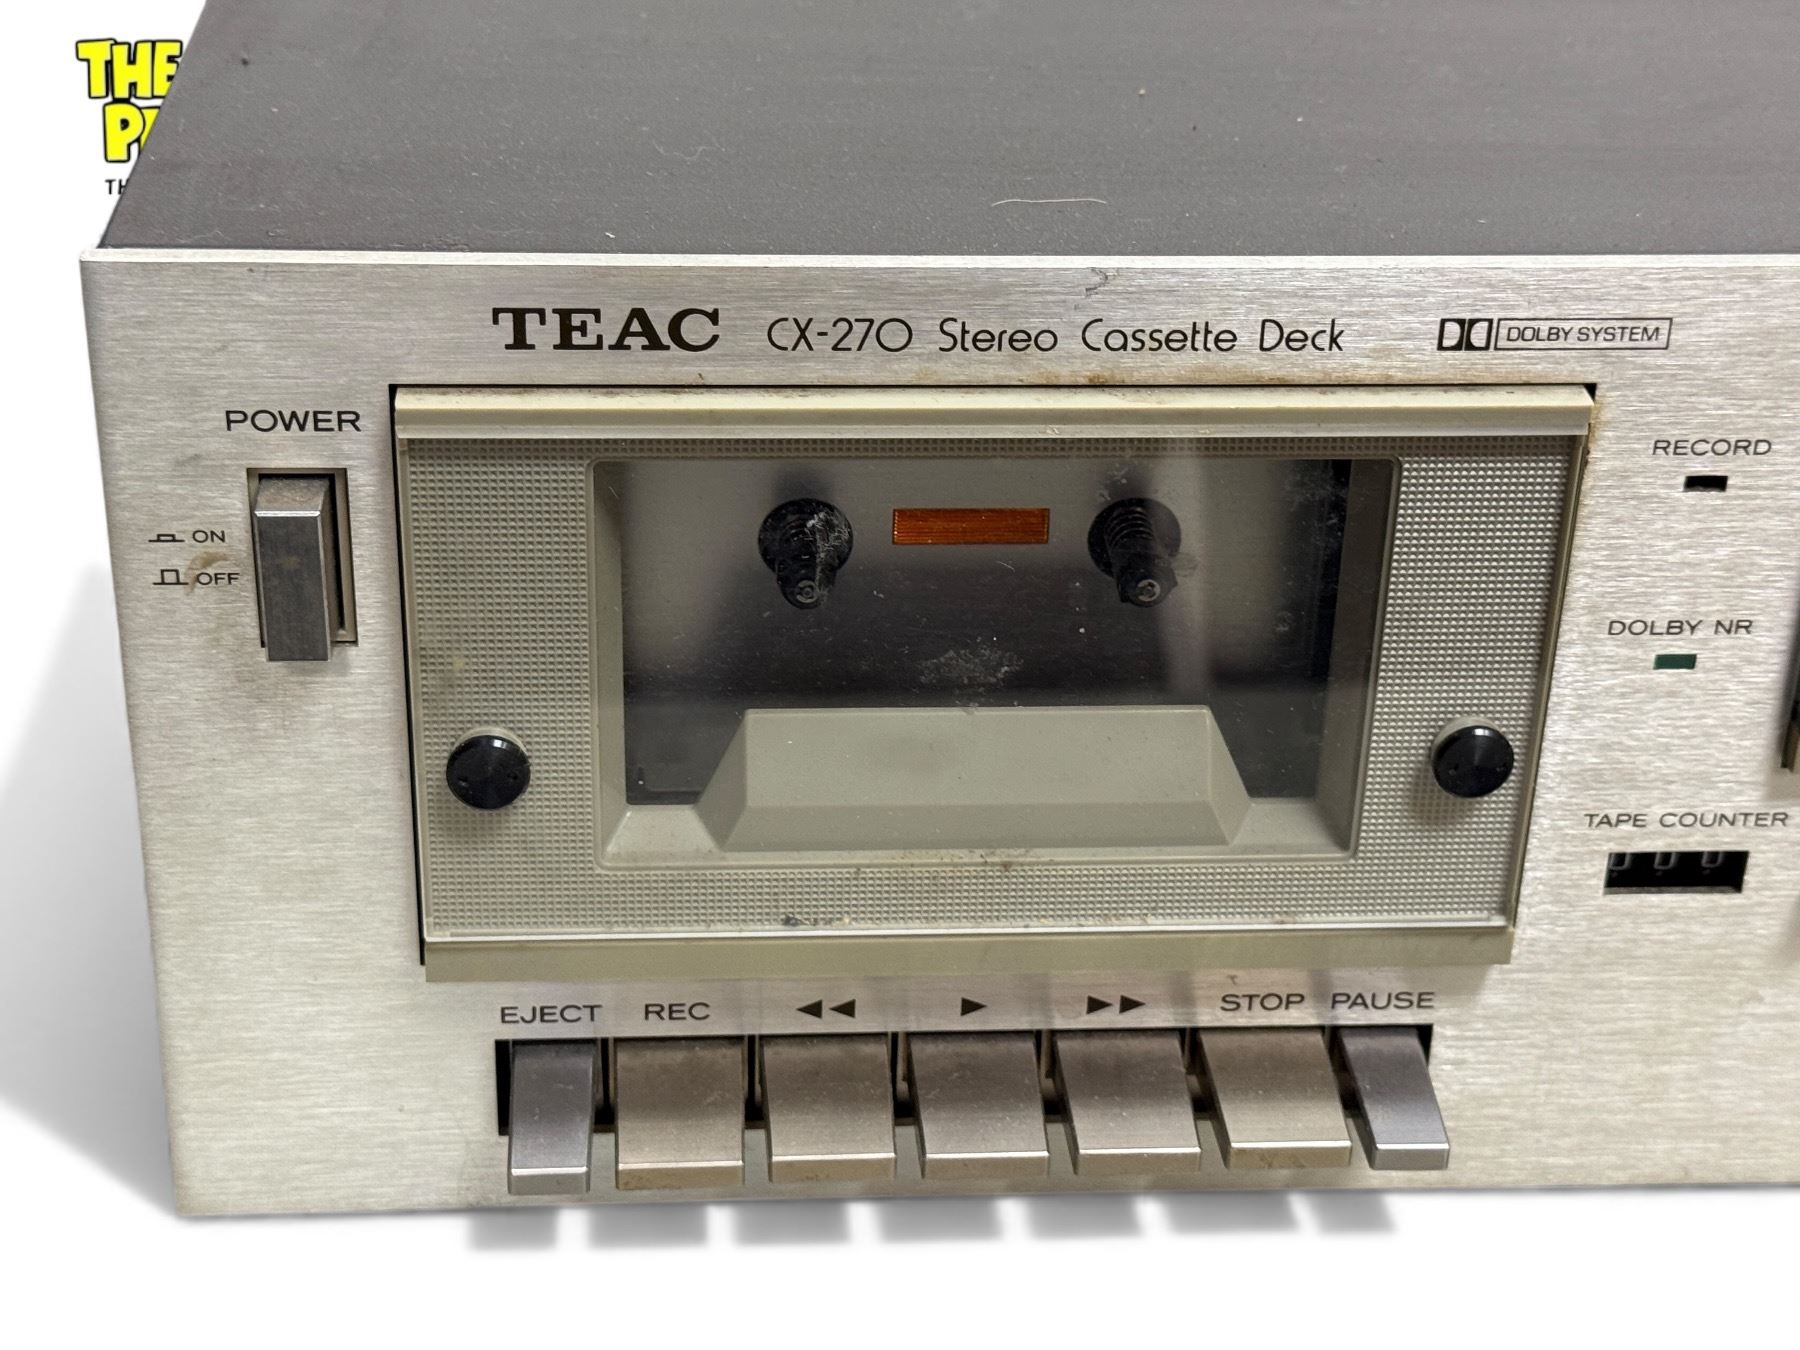 THE
TEAC CX-270 Stereo Cassette Deck DOLBY SYSTEM
POWER
ON
OFF
RECORD
DOLBY NR
TAPE COUNTER
EJECT REC ◀◀ ▶ ▶▶ STOP PAUSE